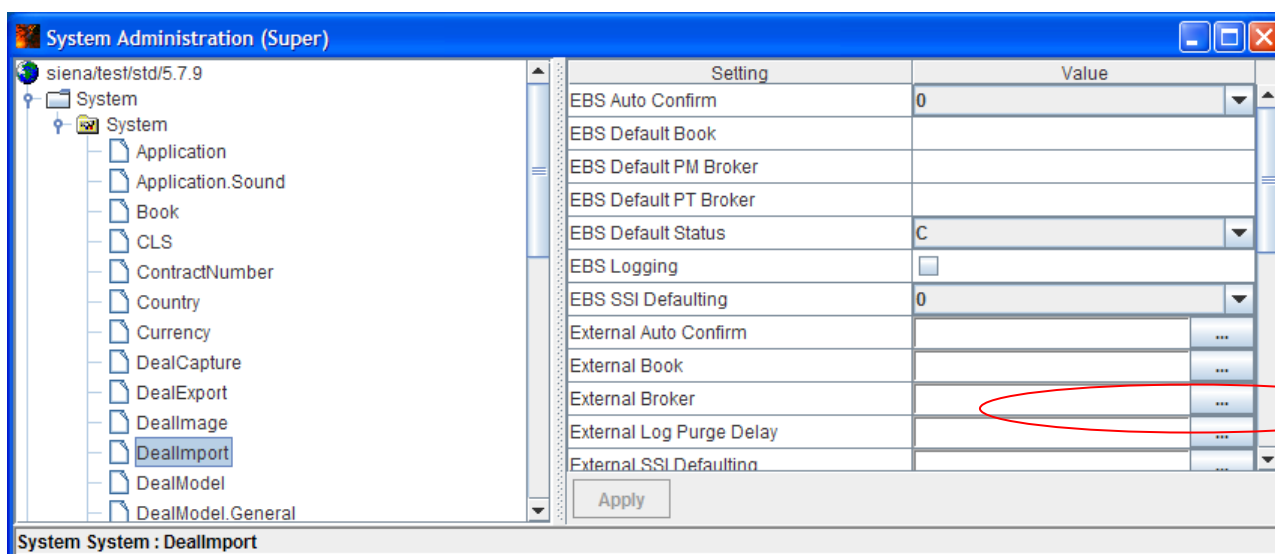 System Administration (Super)
siena/test/std/5.7.9
System
System
Application
Application.Sound
Book
CLS
ContractNumber
Country
Currency
DealCapture
DealExport
DealImage
DealImport
DealModel
DealModel.General
Setting Value
EBS Auto Confirm 0
EBS Default Book
EBS Default PM Broker
EBS Default PT Broker
EBS Default Status C
EBS Logging
EBS SSI Defaulting 0
External Auto Confirm ...
External Book ...
External Broker ...
External Log Purge Delay ...
External SSI Defaulting ...
Apply
System System : DealImport